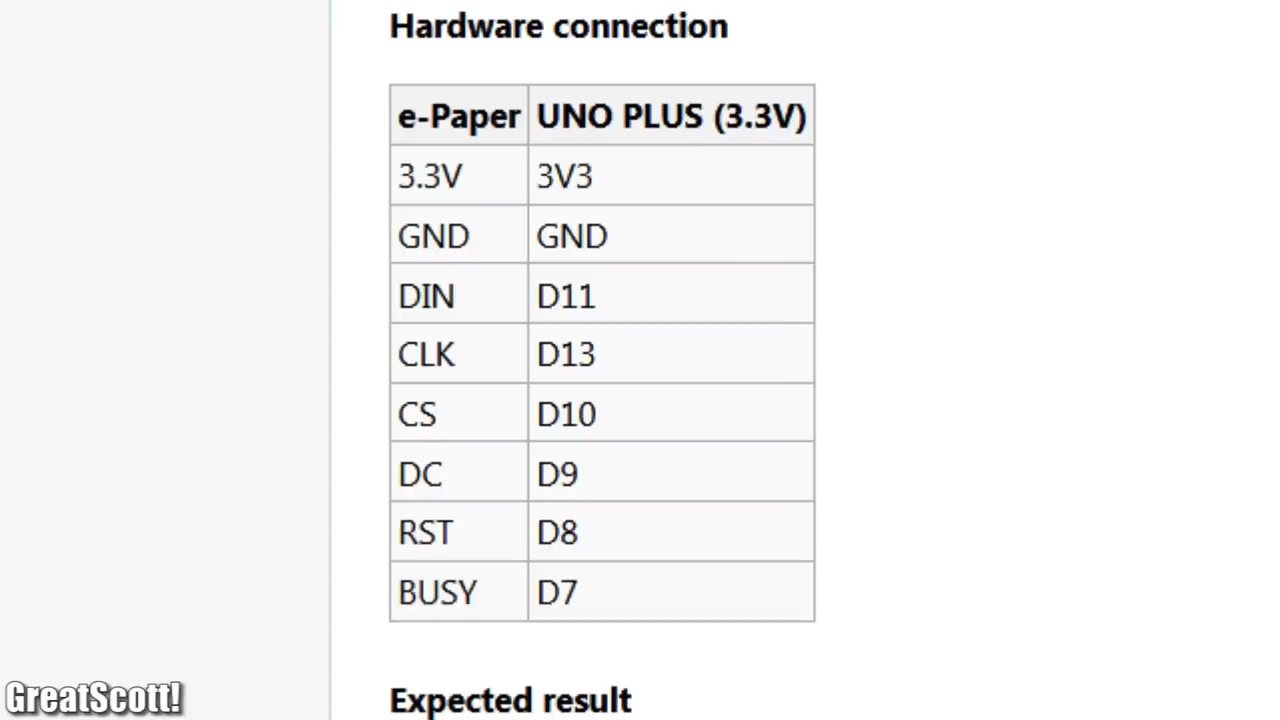 Hardware connection
e-Paper UNO PLUS (3.3V)
3.3V 3V3
GND GND
DIN D11
CLK D13
CS D10
DC D9
RST D8
BUSY D7
Expected result
GreatScott!